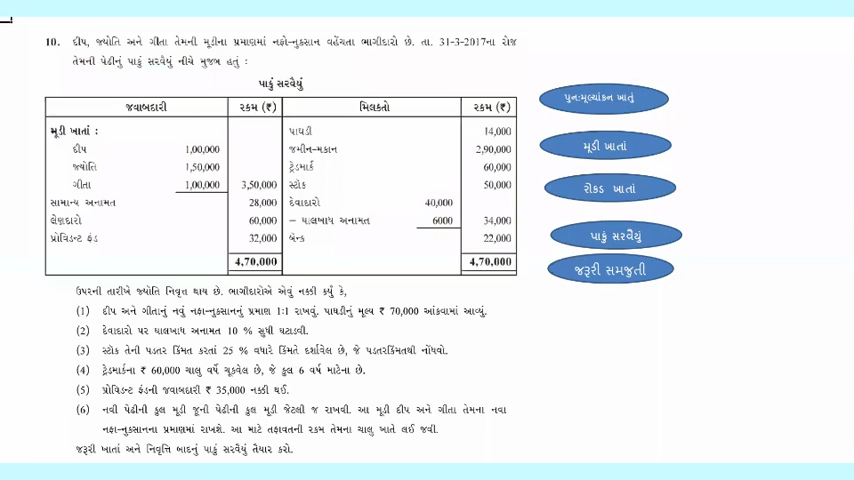 10. દીપ, જ્યોતિ અને ગીતા તેમની મૂડીના પ્રમાણમાં નફો-નુકસાન વહેંચતા ભાગીદારો છે. તા. 31-3-2017ના રોજ
તેમની પેઢીનું પાકું સરવૈયું નીચે મુજબ હતું :
પાકું સરવૈયું
જવાબદારી રકમ (₹) મિલકતો રકમ (₹)
મૂડી ખાતાં : પાઘડી 14,000
દીપ 1,00,000 જમીન-મકાન 2,90,000
જ્યોતિ 1,50,000 ટ્રેડમાર્ક 60,000
ગીતા 1,00,000 3,50,000 સ્ટૉક 50,000
સામાન્ય અનામત 28,000 દેવાદારો 40,000
લેણદારો 60,000 – ઘાલખાધ અનામત 6000 34,000
પ્રોવિડન્ટ ફંડ 32,000 બૅન્ક 22,000
4,70,000 4,70,000
ઉપરની તારીખે જ્યોતિ નિવૃત્ત થાય છે. ભાગીદારોએ એવું નક્કી કર્યું કે,
(1) દીપ અને ગીતાનું નવું નફા-નુકસાનનું પ્રમાણ 1:1 રાખવું. પાઘડીનું મૂલ્ય ₹ 70,000 આંકવામાં આવ્યું.
(2) દેવાદારો પર ઘાલખાધ અનામત 10 % સુધી ઘટાડવી.
(3) સ્ટૉક તેની પડતર કિંમત કરતાં 25 % વધારે કિંમતે દર્શાવેલ છે, જે પડતરકિંમતથી નોંધવો.
(4) ટ્રેડમાર્કના ₹ 60,000 ચાલુ વર્ષે ચૂકવેલ છે, જે કુલ 6 વર્ષ માટેના છે.
(5) પ્રોવિડન્ટ ફંડની જવાબદારી ₹ 35,000 નક્કી થઈ.
(6) નવી પેઢીની કુલ મૂડી જૂની પેઢીની કુલ મૂડી જેટલી જ રાખવી. આ મૂડી દીપ અને ગીતા તેમના નવા
નફા-નુકસાનના પ્રમાણમાં રાખશે. આ માટે તફાવતની રકમ તેમના ચાલુ ખાતે લઈ જવી.
જરૂરી ખાતાં અને નિવૃત્તિ બાદનું પાકું સરવૈયું તૈયાર કરો.
પુનઃમૂલ્યાંકન ખાતું
મૂડી ખાતાં
રોકડ ખાતાં
પાકું સરવૈયું
જરૂરી સમજુતી